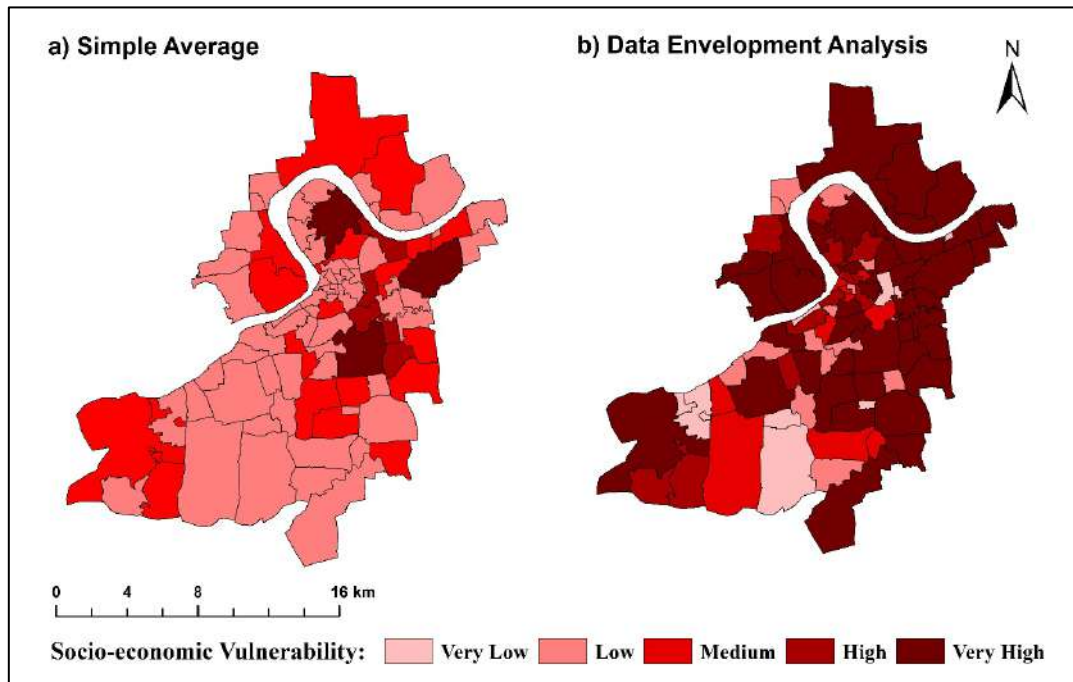 a) Simple Average
b) Data Envelopment Analysis
N
0 4 8 16 km
Socio-economic Vulnerability: Very Low Low Medium High Very High